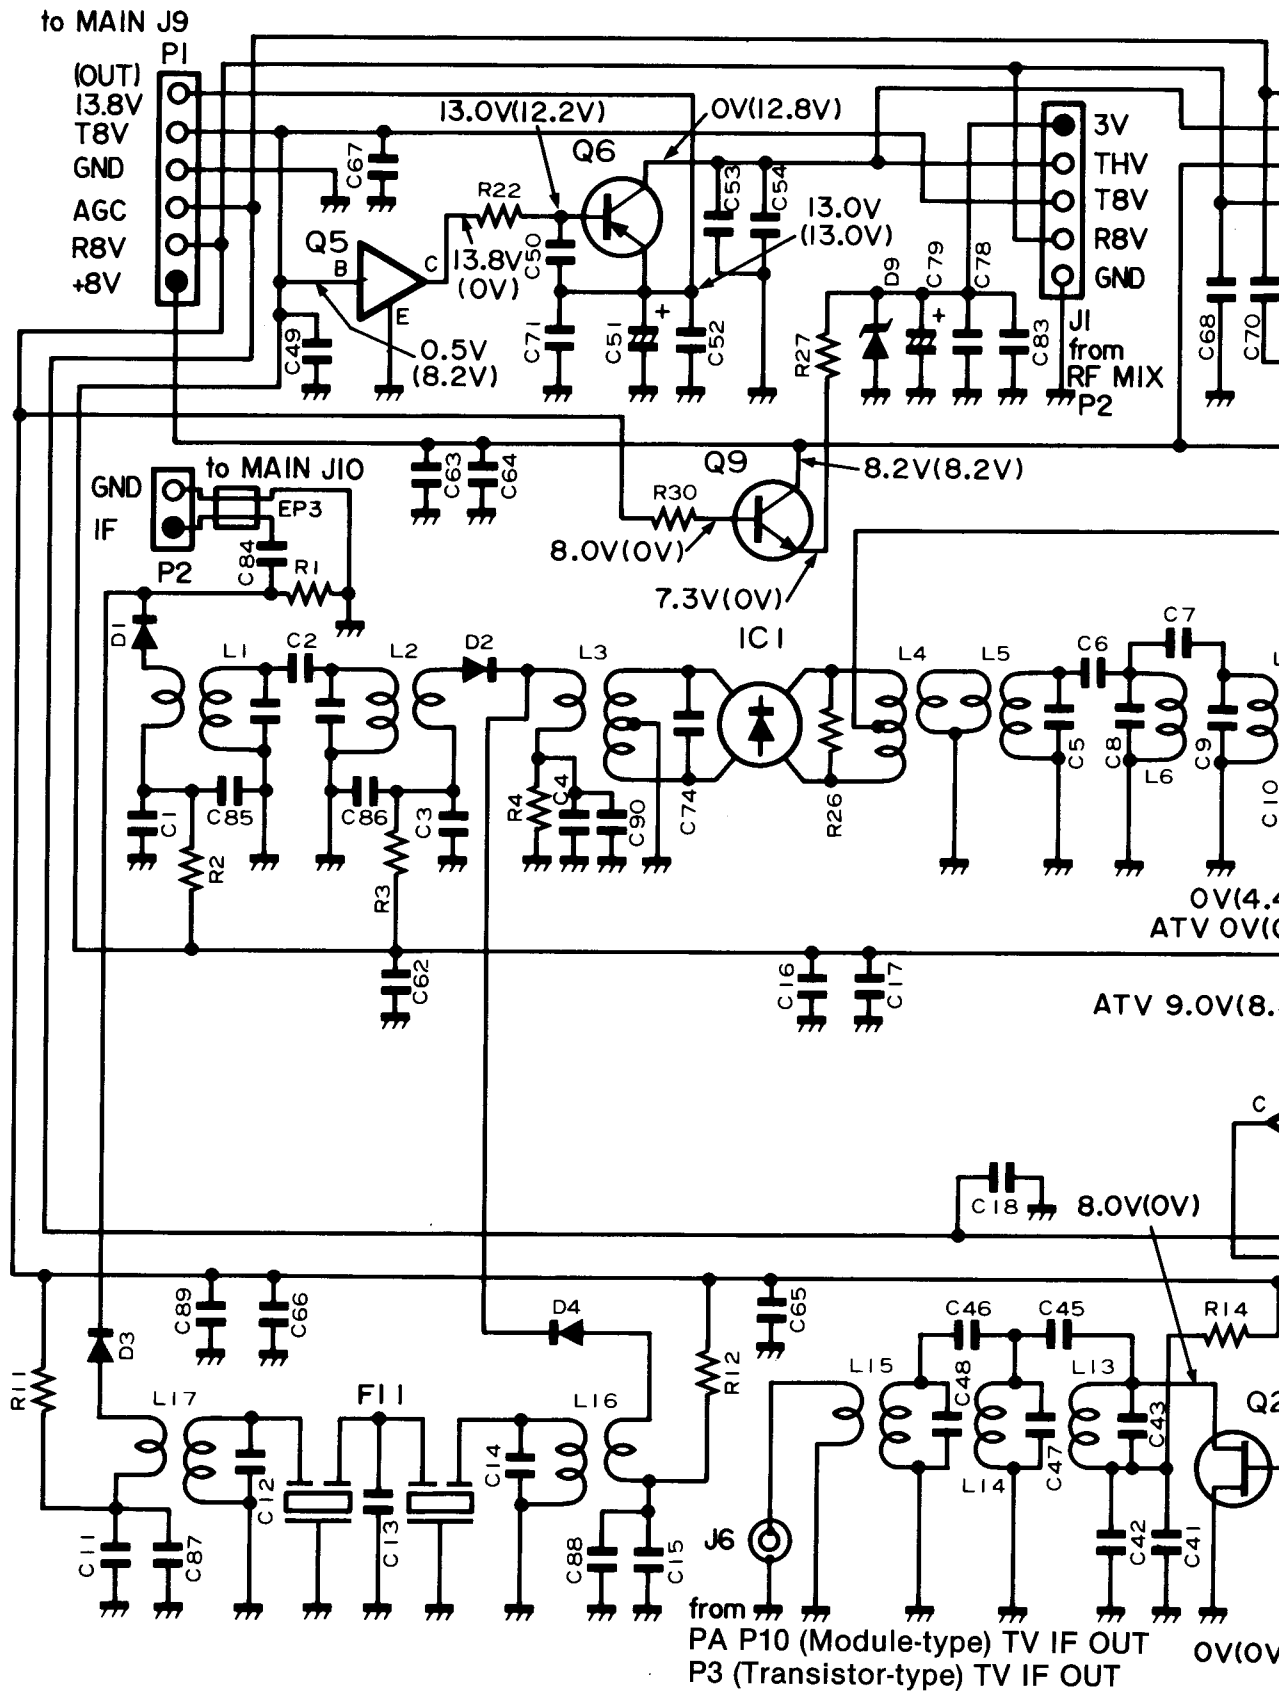 to MAIN J9
P1
(OUT)
13.8V
T8V
GND
AGC
R8V
+8V
C67
13.0V(12.2V)
0V(12.8V)
Q6
R22
Q5
B
C
E
13.8V
(0V)
C50
C53
C54
13.0V
(13.0V)
3V
THV
T8V
R8V
GND
J1
from
RF MIX
P2
C49
0.5V
(8.2V)
C71
C51
+
C52
R27
D9
C79
+
C78
C83
C68
C70
to MAIN J10
GND
IF
P2
EP3
C84
R1
C63
C64
Q9
8.2V(8.2V)
R30
8.0V(0V)
7.3V(0V)
IC1
D1
L1
C2
L2
D2
L3
L4
L5
C6
C7
C1
C85
R2
C86
R3
C3
R4
C4
C90
C74
R26
C5
C8
L6
C9
C10
L
0V(4.4
ATV 0V(
C62
C16
C17
ATV 9.0V(8.
C
C18
8.0V(0V)
C89
C66
D3
D4
C65
C46
C45
R14
R11
L17
F11
L16
R12
L15
C48
L13
Q2
C12
C13
C14
C43
L14
C47
C11
C87
C88
C15
J6
C42
C41
from
PA P10 (Module-type) TV IF OUT
P3 (Transistor-type) TV IF OUT
0V(0V